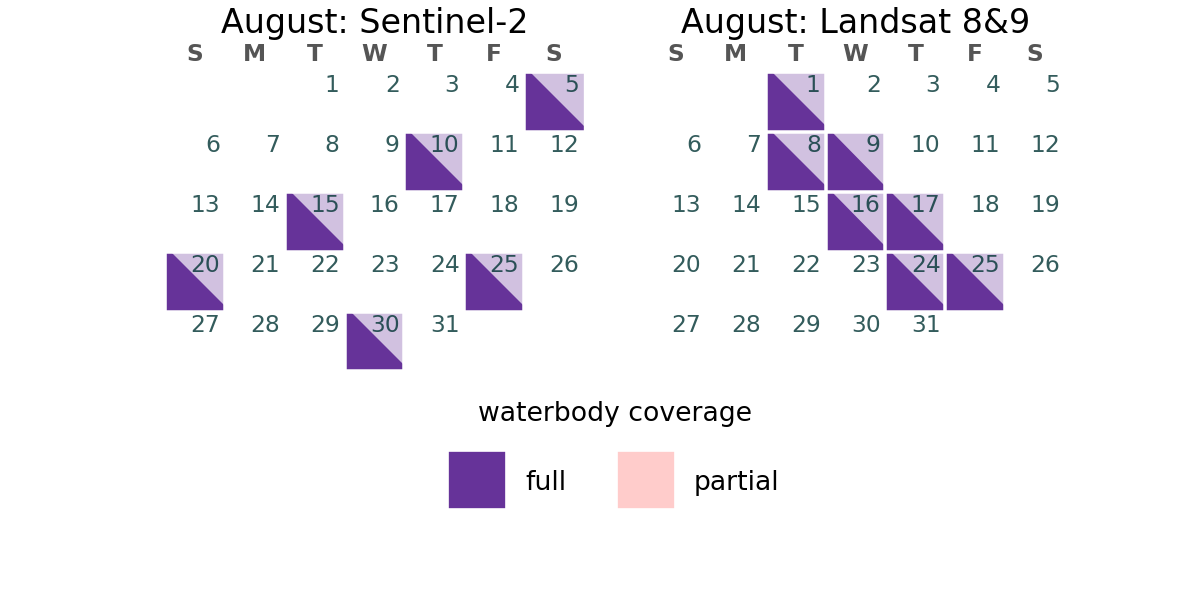 August: Sentinel-2
S M T W T F S
1 2 3 4 5
6 7 8 9 10 11 12
13 14 15 16 17 18 19
20 21 22 23 24 25 26
27 28 29 30 31
August: Landsat 8&9
S M T W T F S
1 2 3 4 5
6 7 8 9 10 11 12
13 14 15 16 17 18 19
20 21 22 23 24 25 26
27 28 29 30 31
waterbody coverage
full partial